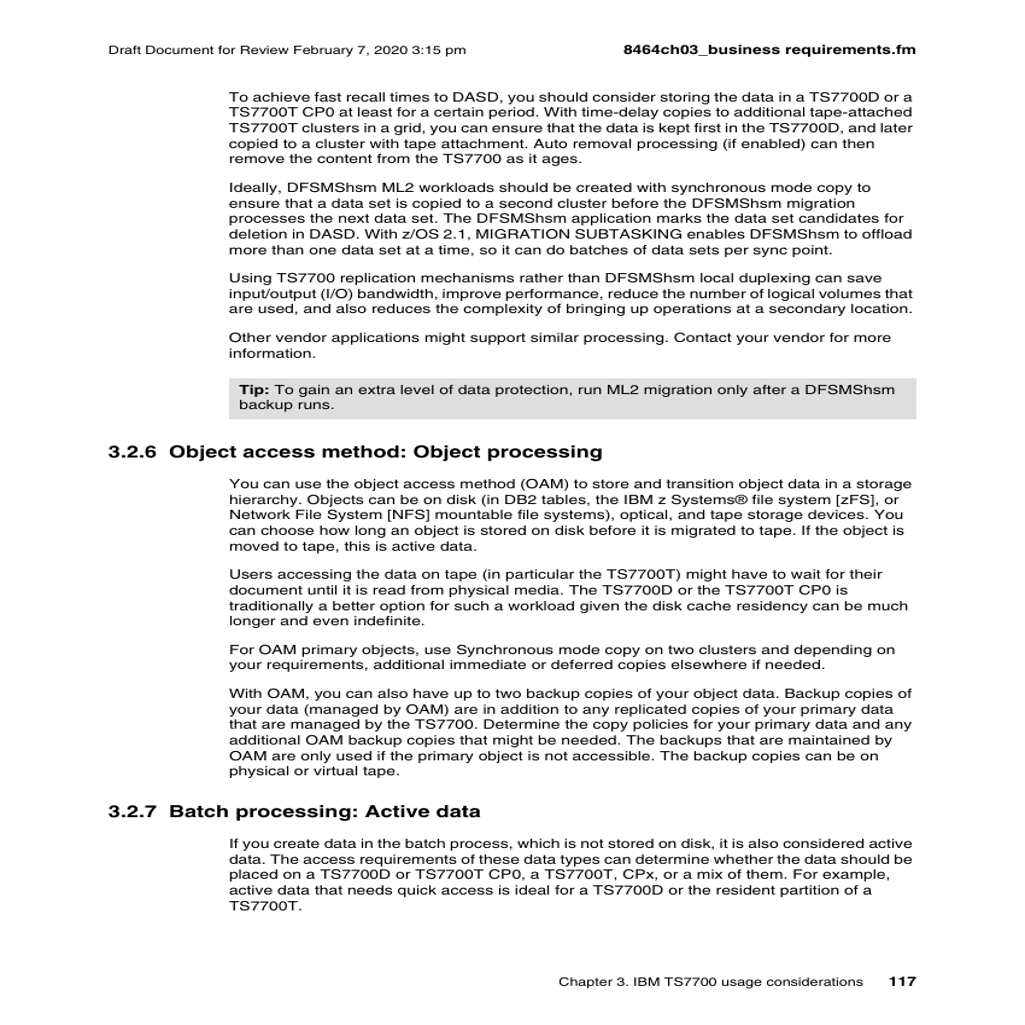 Draft Document for Review February 7, 2020 3:15 pm
8464ch03_business requirements.fm
To achieve fast recall times to DASD, you should consider storing the data in a TS7700D or a
TS7700T CP0 at least for a certain period. With time-delay copies to additional tape-attached
TS7700T clusters in a grid, you can ensure that the data is kept first in the TS7700D, and later
copied to a cluster with tape attachment. Auto removal processing (if enabled) can then
remove the content from the TS7700 as it ages.
Ideally, DFSMShsm ML2 workloads should be created with synchronous mode copy to
ensure that a data set is copied to a second cluster before the DFSMShsm migration
processes the next data set. The DFSMShsm application marks the data set candidates for
deletion in DASD. With z/OS 2.1, MIGRATION SUBTASKING enables DFSMShsm to offload
more than one data set at a time, so it can do batches of data sets per sync point.
Using TS7700 replication mechanisms rather than DFSMShsm local duplexing can save
input/output (I/O) bandwidth, improve performance, reduce the number of logical volumes that
are used, and also reduces the complexity of bringing up operations at a secondary location.
Other vendor applications might support similar processing. Contact your vendor for more
information.
Tip: To gain an extra level of data protection, run ML2 migration only after a DFSMShsm
backup runs.
3.2.6 Object access method: Object processing
You can use the object access method (OAM) to store and transition object data in a storage
hierarchy. Objects can be on disk (in DB2 tables, the IBM z Systems® file system [zFS], or
Network File System [NFS] mountable file systems), optical, and tape storage devices. You
can choose how long an object is stored on disk before it is migrated to tape. If the object is
moved to tape, this is active data.
Users accessing the data on tape (in particular the TS7700T) might have to wait for their
document until it is read from physical media. The TS7700D or the TS7700T CP0 is
traditionally a better option for such a workload given the disk cache residency can be much
longer and even indefinite.
For OAM primary objects, use Synchronous mode copy on two clusters and depending on
your requirements, additional immediate or deferred copies elsewhere if needed.
With OAM, you can also have up to two backup copies of your object data. Backup copies of
your data (managed by OAM) are in addition to any replicated copies of your primary data
that are managed by the TS7700. Determine the copy policies for your primary data and any
additional OAM backup copies that might be needed. The backups that are maintained by
OAM are only used if the primary object is not accessible. The backup copies can be on
physical or virtual tape.
3.2.7 Batch processing: Active data
If you create data in the batch process, which is not stored on disk, it is also considered active
data. The access requirements of these data types can determine whether the data should be
placed on a TS7700D or TS7700T CP0, a TS7700T, CPx, or a mix of them. For example,
active data that needs quick access is ideal for a TS7700D or the resident partition of a
TS7700T.
Chapter 3. IBM TS7700 usage considerations 117